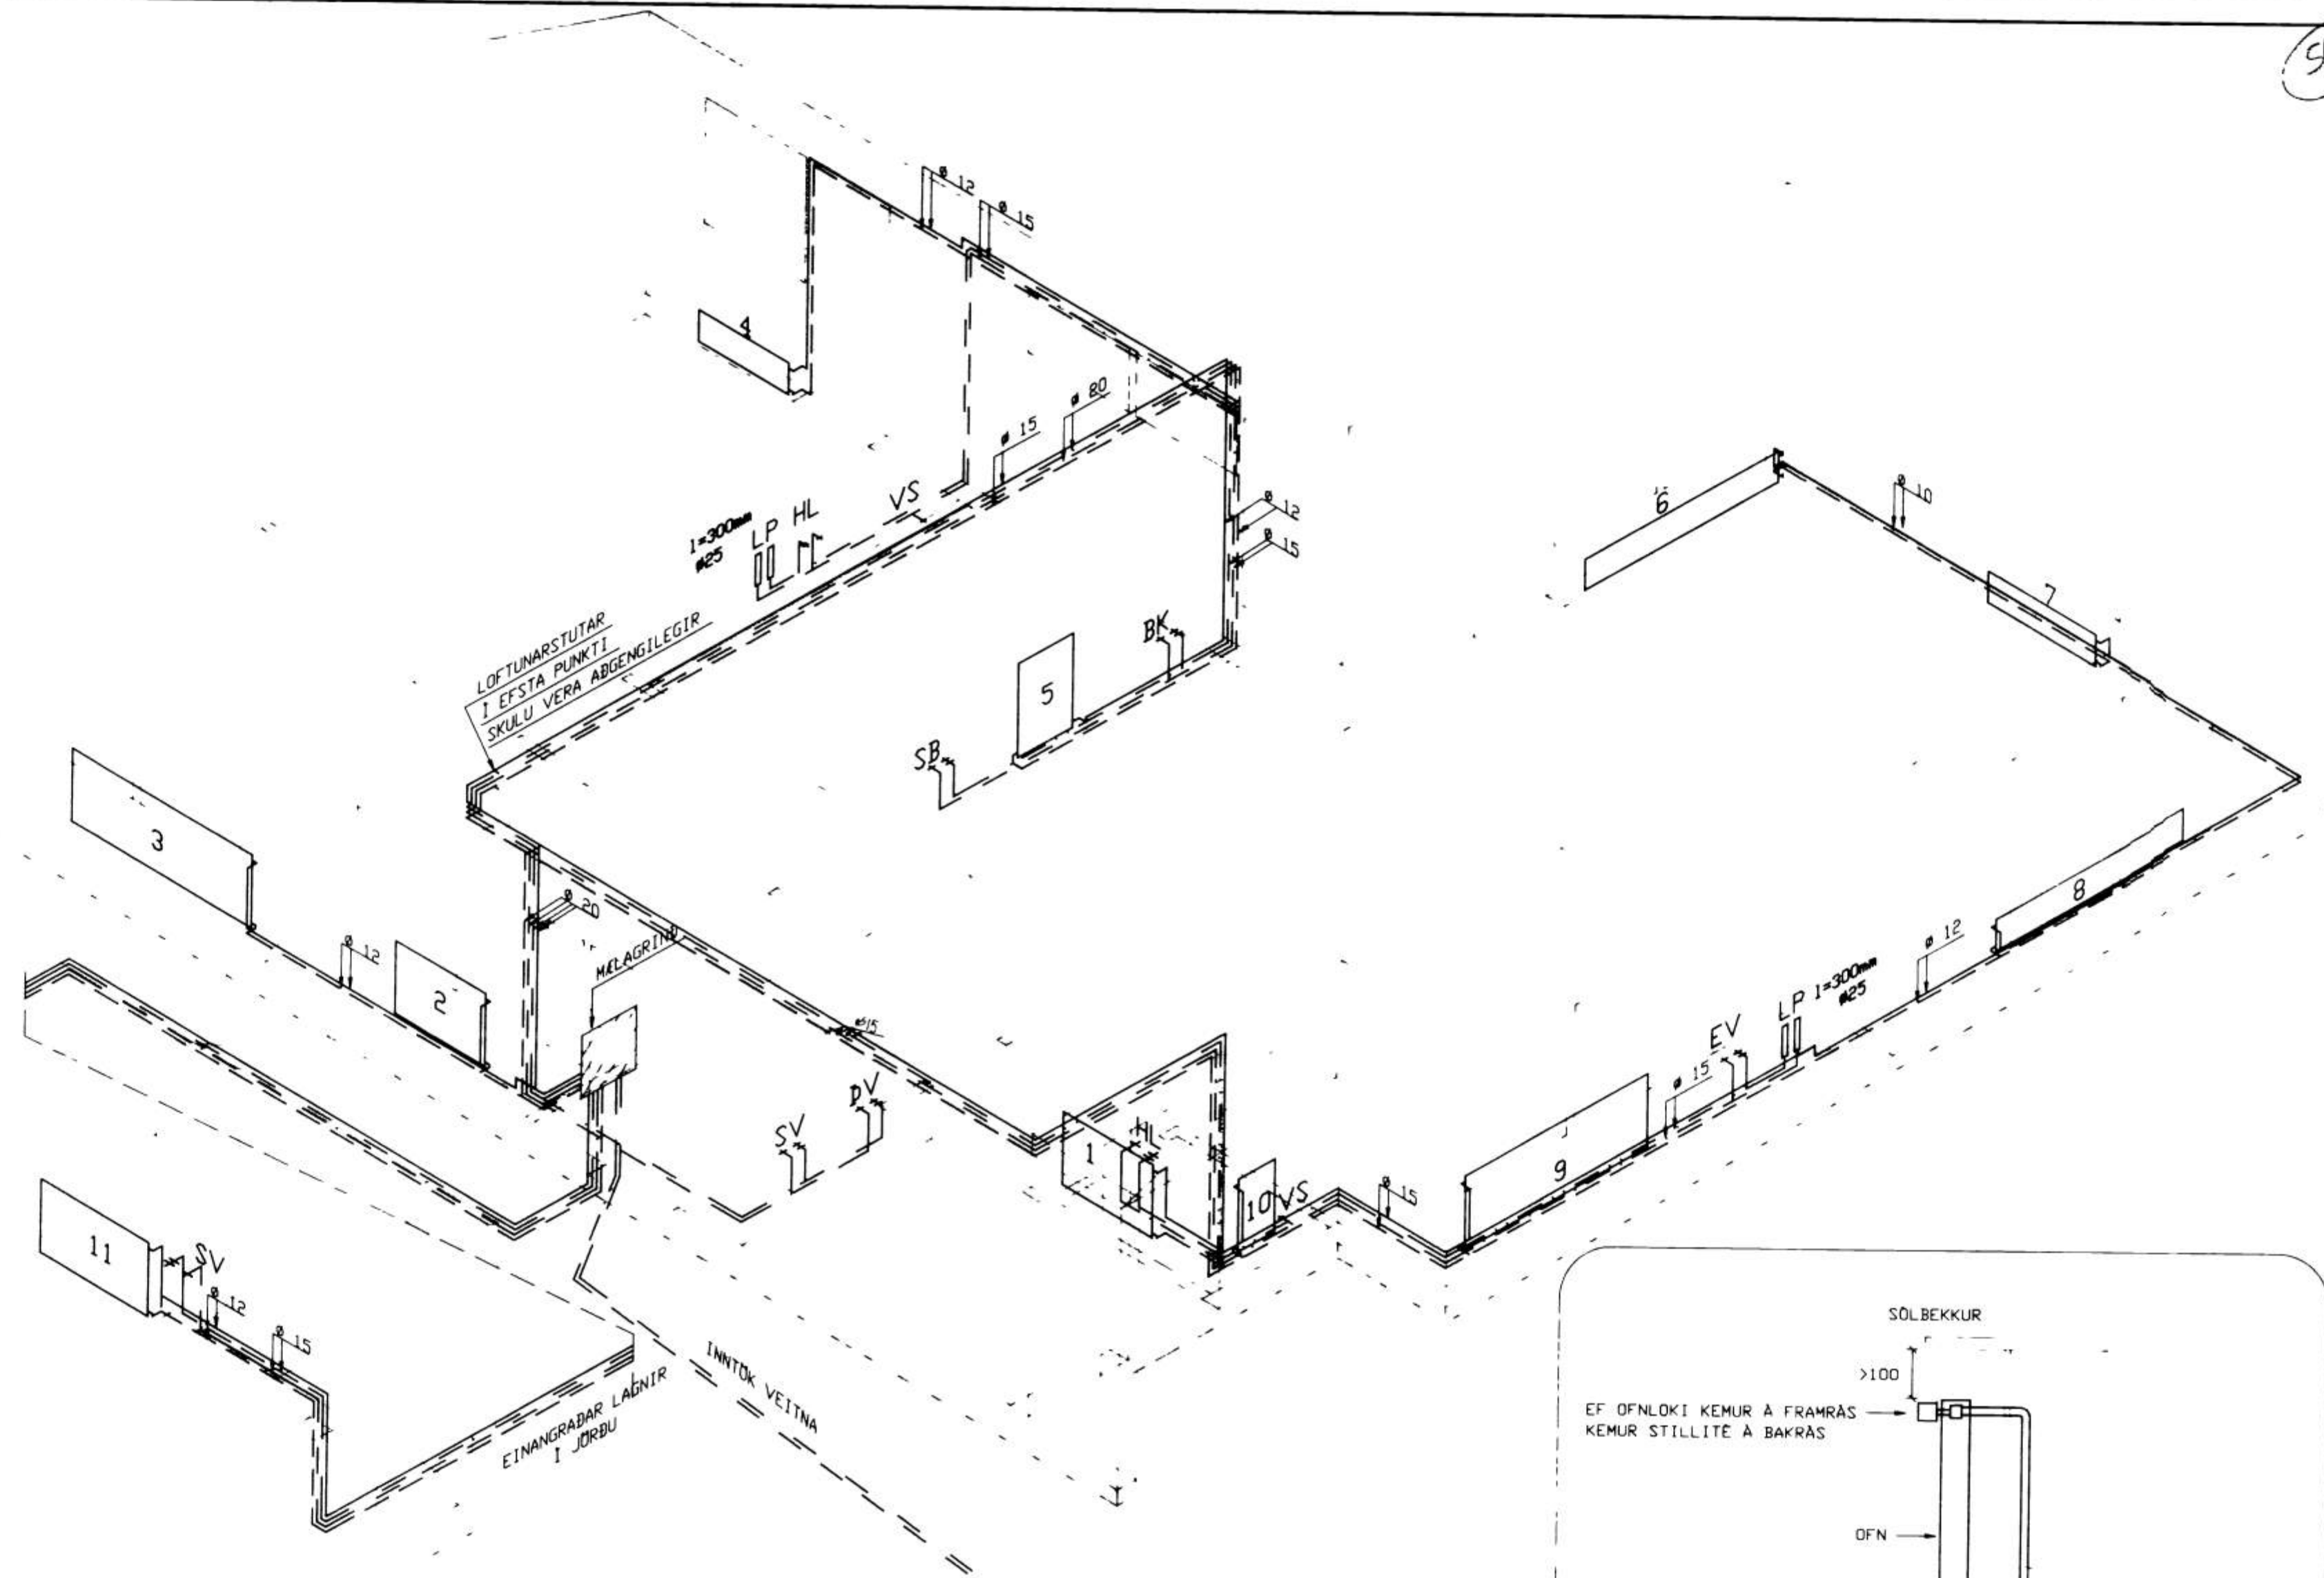 ø 12
ø 15
4
ø 80
ø 15
VS
HL
LP
l=300mm
ø25
ø 12
ø 15
6
ø 10
7
LOFTUNARSTUTAR
I EFSTA PUNKTI
SKULU VERA AÐGENGILEGIR
BK
5
SB
3
ø 20
ø 12
2
MÆLAGRIND
8
ø 12
l=300mm
ø25
LP
EV
ø 15
ø15
PV
SV
HL
1
10
VS
ø 15
9
11
SV
ø 12
ø 15
INNTÖK VEITNA
EINANGRAÐAR LAGNIR
I JÖRÐU
SÓLBEKKUR
>100
EF OFNLOKI KEMUR Á FRAMRÁS
KEMUR STILLITÉ Á BAKRÁS
OFN